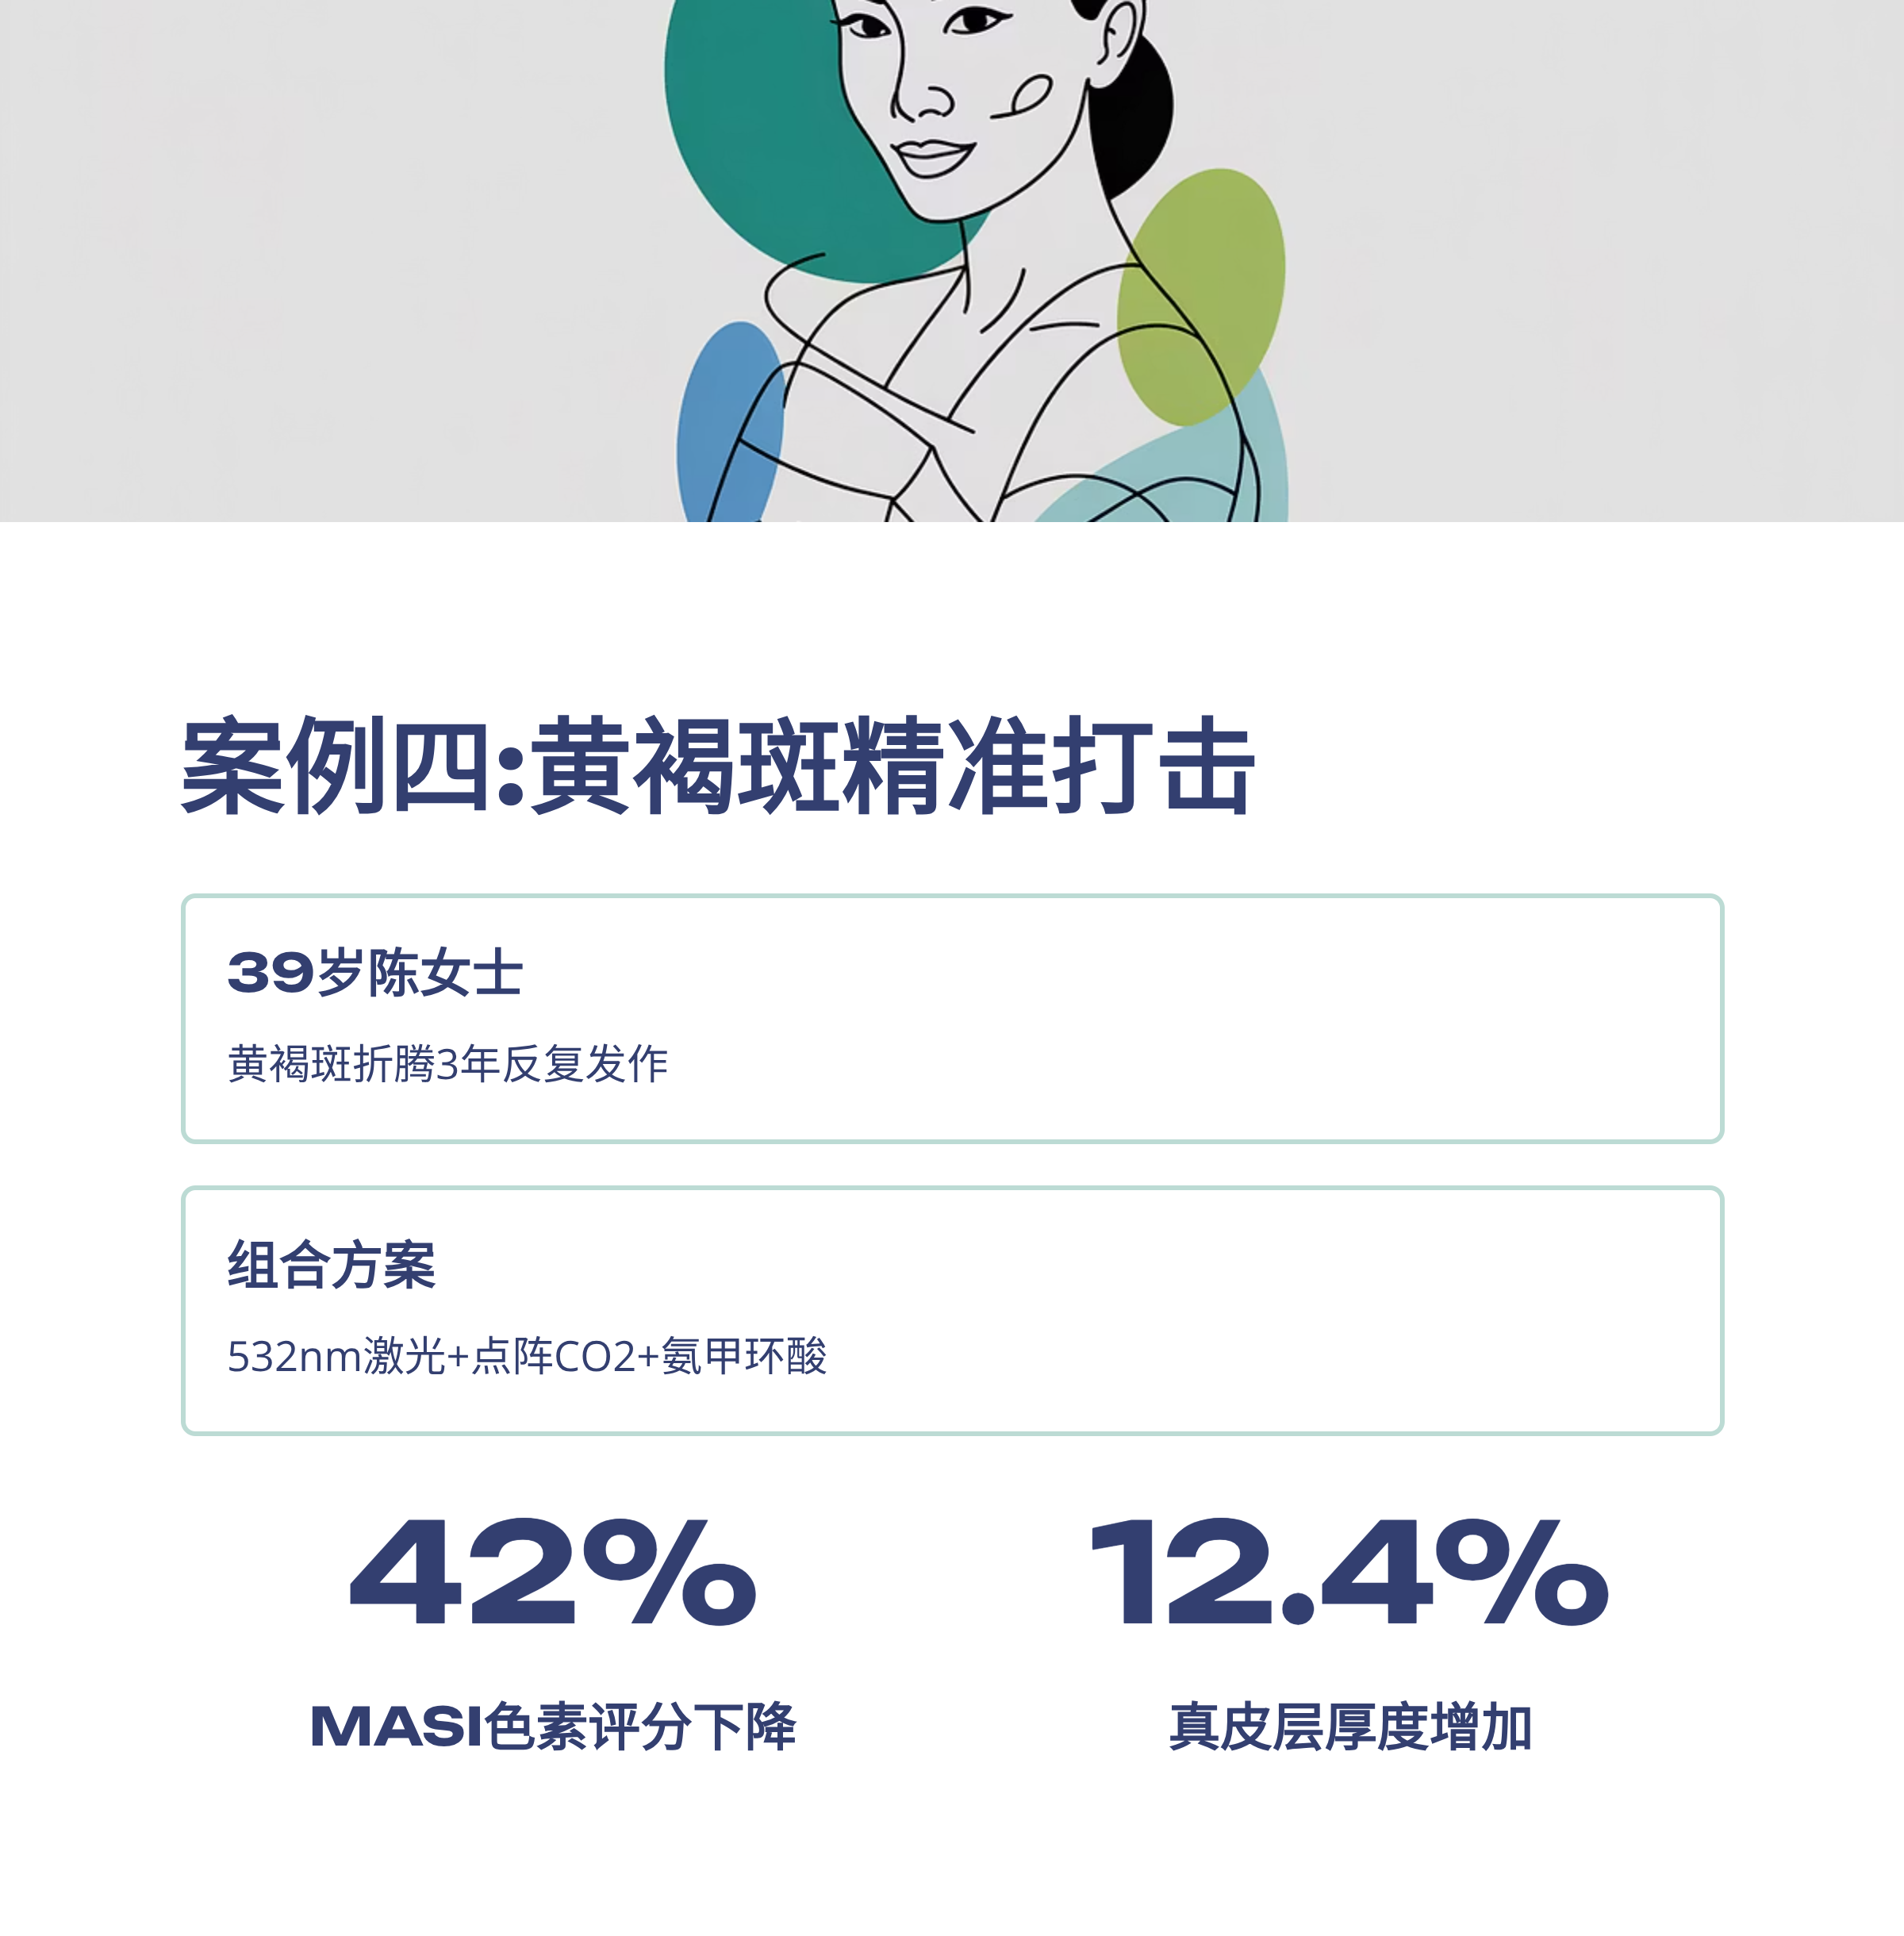 案例四:黄褐斑精准打击
39岁陈女士
黄褐斑折腾3年反复发作
组合方案
532nm激光+点阵CO2+氨甲环酸
42%
MASI色素评分下降
12.4%
真皮层厚度增加